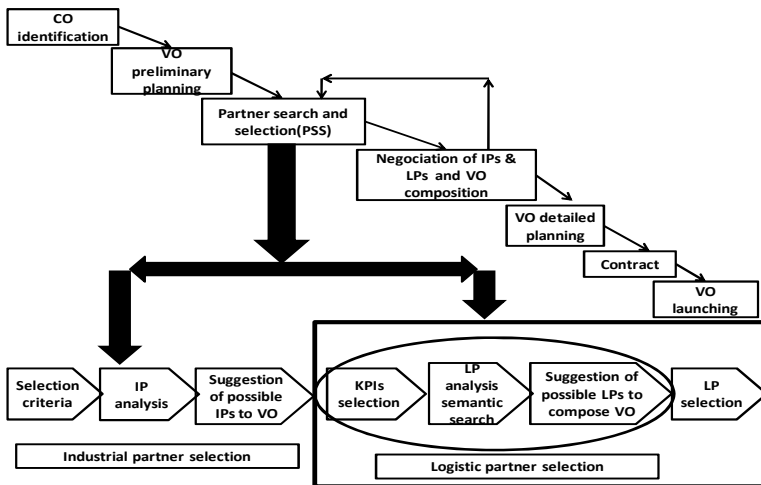 CO
identification
VO
preliminary
planning
Partner search and
selection(PSS)
Negociation of IPs &
LPs and VO
composition
VO detailed
planning
Contract
VO
launching
Selection
criteria
IP
analysis
Suggestion
of possible
IPs to VO
KPIs
selection
LP
analysis
semantic
search
Suggestion of
possible LPs to
compose VO
LP
selection
Industrial partner selection
Logistic partner selection